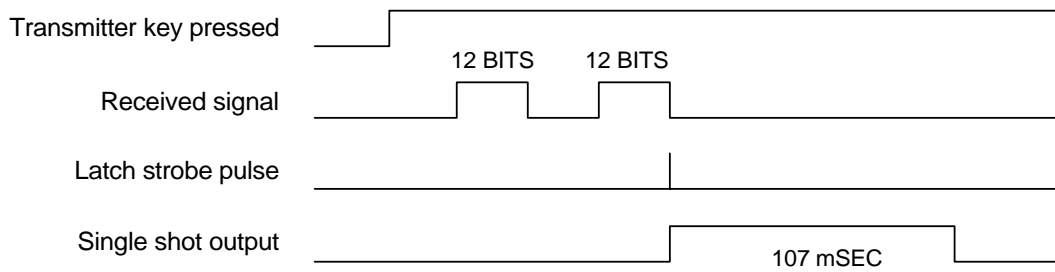 Transmitter key pressed
12 BITS 12 BITS
Received signal
Latch strobe pulse
Single shot output
107 mSEC